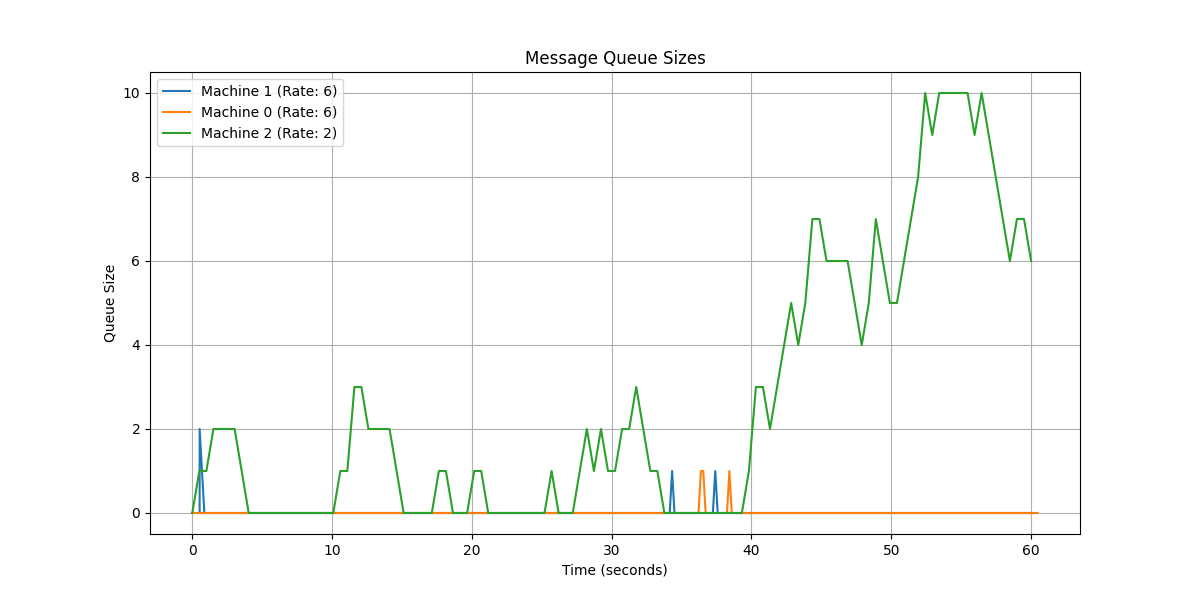 Message Queue Sizes
Machine 1 (Rate: 6)
Machine 0 (Rate: 6)
Machine 2 (Rate: 2)
Queue Size
10
8
6
4
2
0
0 10 20 30 40 50 60
Time (seconds)